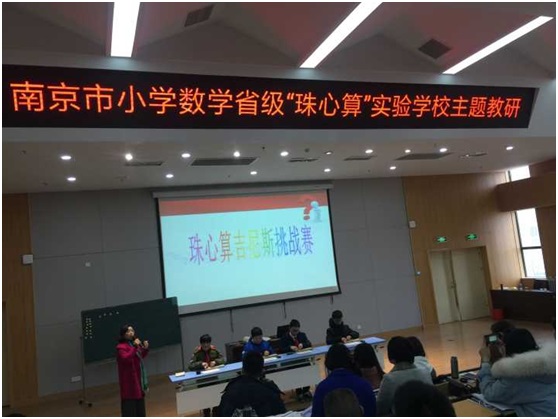 南京市小学数学省级“珠心算”实验学校主题教研
珠心算吉尼斯挑战赛